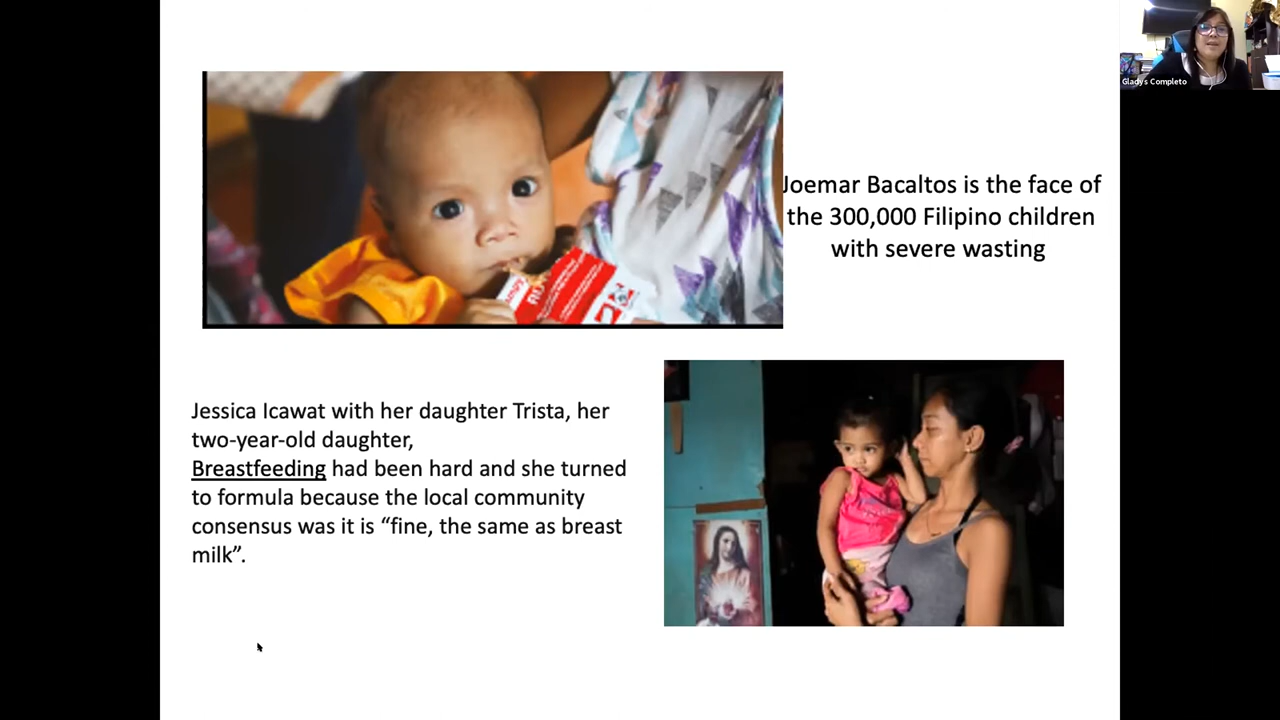 Gladys Completo
Joemar Bacaltos is the face of
the 300,000 Filipino children
with severe wasting
Jessica Icawat with her daughter Trista, her
two-year-old daughter,
Breastfeeding had been hard and she turned
to formula because the local community
consensus was it is “fine, the same as breast
milk”.